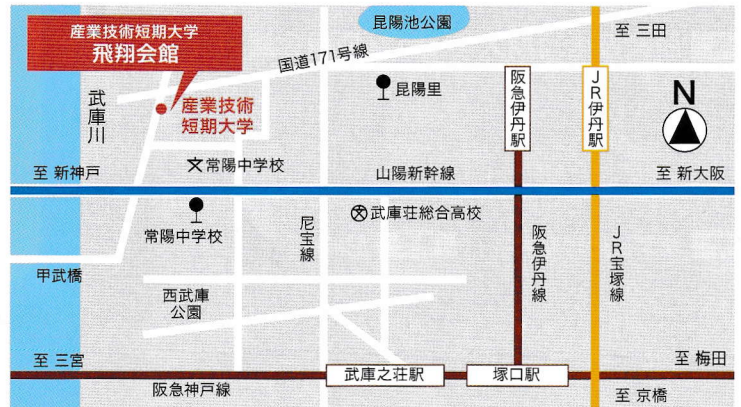 産業技術短期大学
飛翔会館
昆陽池公園
至 三田
国道171号線
武庫川
産業技術
短期大学
昆陽里
阪急伊丹駅
JR伊丹駅
N
至 新神戸
常陽中学校
山陽新幹線
至 新大阪
常陽中学校
尼宝線
武庫荘総合高校
阪急伊丹線
JR宝塚線
甲武橋
西武庫
公園
至 三宮
阪急神戸線
武庫之荘駅
塚口駅
至 梅田
至 京橋